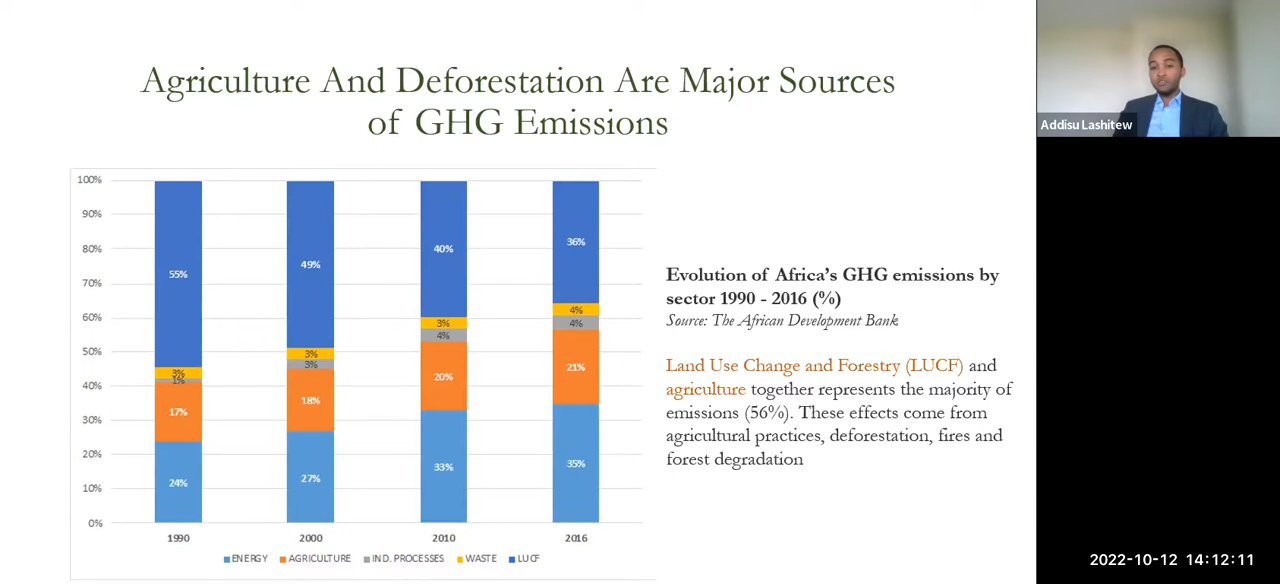 Agriculture And Deforestation Are Major Sources
of GHG Emissions
Addisu Lashitew
100%
90%
80%
70%
60%
50%
40%
30%
20%
10%
0%
55%
3%
1%
17%
24%
49%
3%
3%
18%
27%
40%
3%
4%
20%
33%
36%
4%
4%
21%
35%
1990 2000 2010 2016
ENERGY AGRICULTURE IND. PROCESSES WASTE LUCF
Evolution of Africa's GHG emissions by
sector 1990 - 2016 (%)
Source: The African Development Bank
Land Use Change and Forestry (LUCF) and
agriculture together represents the majority of
emissions (56%). These effects come from
agricultural practices, deforestation, fires and
forest degradation
2022-10-12 14:12:11